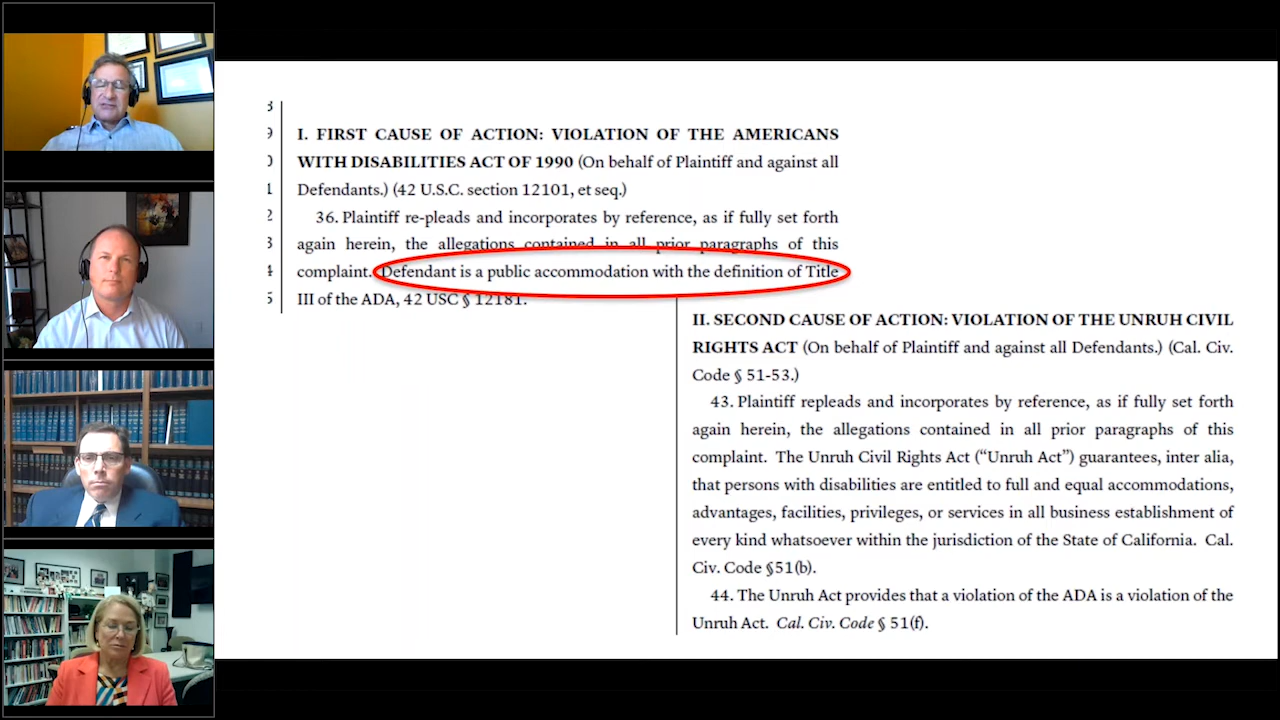 I. FIRST CAUSE OF ACTION: VIOLATION OF THE AMERICANS
WITH DISABILITIES ACT OF 1990 (On behalf of Plaintiff and against all
Defendants.) (42 U.S.C. section 12101, et seq.)
36. Plaintiff re-pleads and incorporates by reference, as if fully set forth
again herein, the allegations contained in all prior paragraphs of this
complaint. Defendant is a public accommodation with the definition of Title
III of the ADA, 42 USC § 12181.
II. SECOND CAUSE OF ACTION: VIOLATION OF THE UNRUH CIVIL
RIGHTS ACT (On behalf of Plaintiff and against all Defendants.) (Cal. Civ.
Code § 51-53.)
43. Plaintiff repleads and incorporates by reference, as if fully set forth
again herein, the allegations contained in all prior paragraphs of this
complaint. The Unruh Civil Rights Act (“Unruh Act”) guarantees, inter alia,
that persons with disabilities are entitled to full and equal accommodations,
advantages, facilities, privileges, or services in all business establishment of
every kind whatsoever within the jurisdiction of the State of California. Cal.
Civ. Code §51(b).
44. The Unruh Act provides that a violation of the ADA is a violation of the
Unruh Act. Cal. Civ. Code § 51(f).